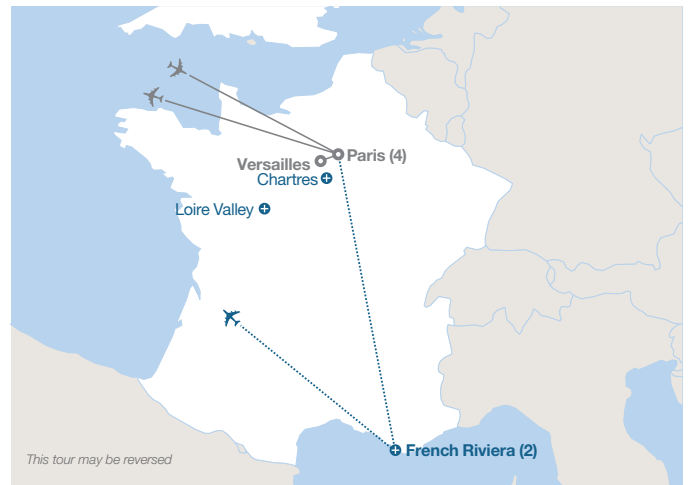 Paris (4)
Versailles
Chartres
Loire Valley
French Riviera (2)
This tour may be reversed